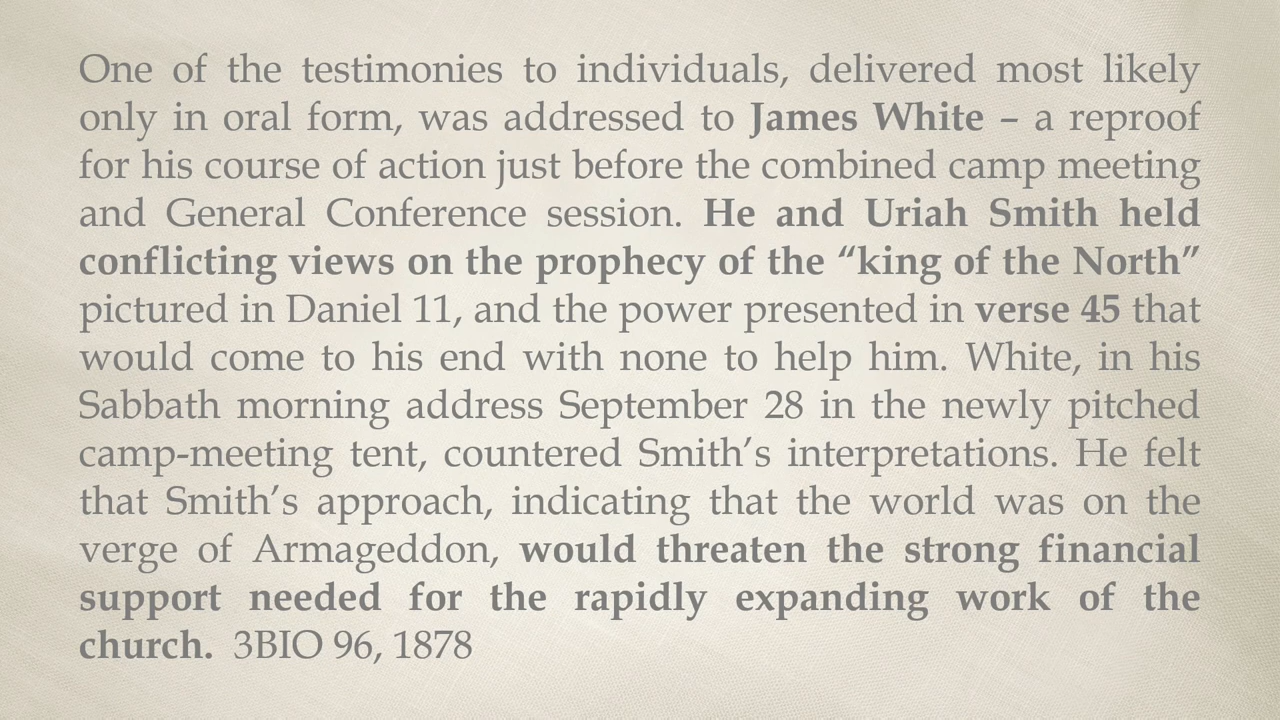 One of the testimonies to individuals, delivered most likely
only in oral form, was addressed to James White – a reproof
for his course of action just before the combined camp meeting
and General Conference session. He and Uriah Smith held
conflicting views on the prophecy of the “king of the North”
pictured in Daniel 11, and the power presented in verse 45 that
would come to his end with none to help him. White, in his
Sabbath morning address September 28 in the newly pitched
camp-meeting tent, countered Smith’s interpretations. He felt
that Smith’s approach, indicating that the world was on the
verge of Armageddon, would threaten the strong financial
support needed for the rapidly expanding work of the
church. 3BIO 96, 1878